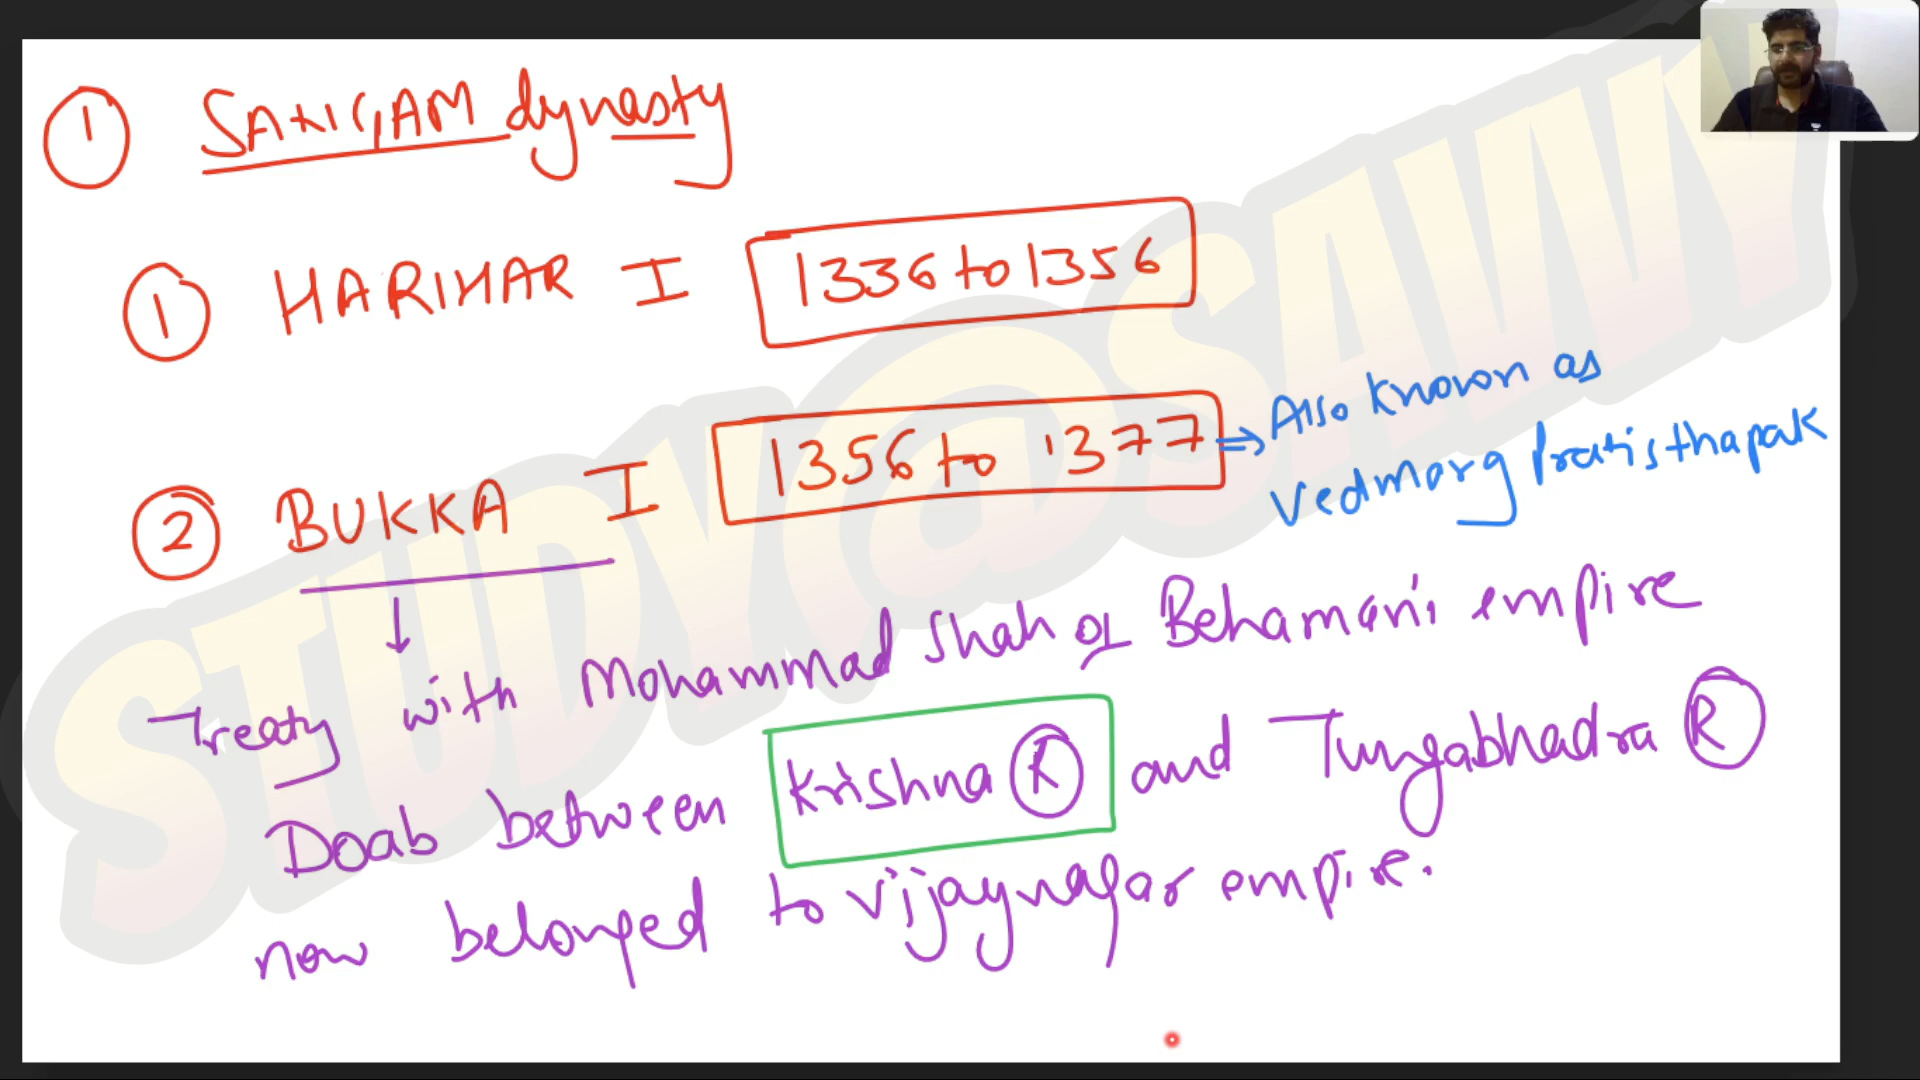 ① SANGAM dynasty
① HARIHAR I 1336 to 1356
② BUKKA I 1356 to 1377 ⇒ Also known as
vedmarg Pratisthapak
↓
Treaty with Mohammad Shah of Behamani empire
Doab between Krishna Ⓡ and Tungabhadra Ⓡ
now belonged to vijaynagar empire.
STUDY@SAVVY